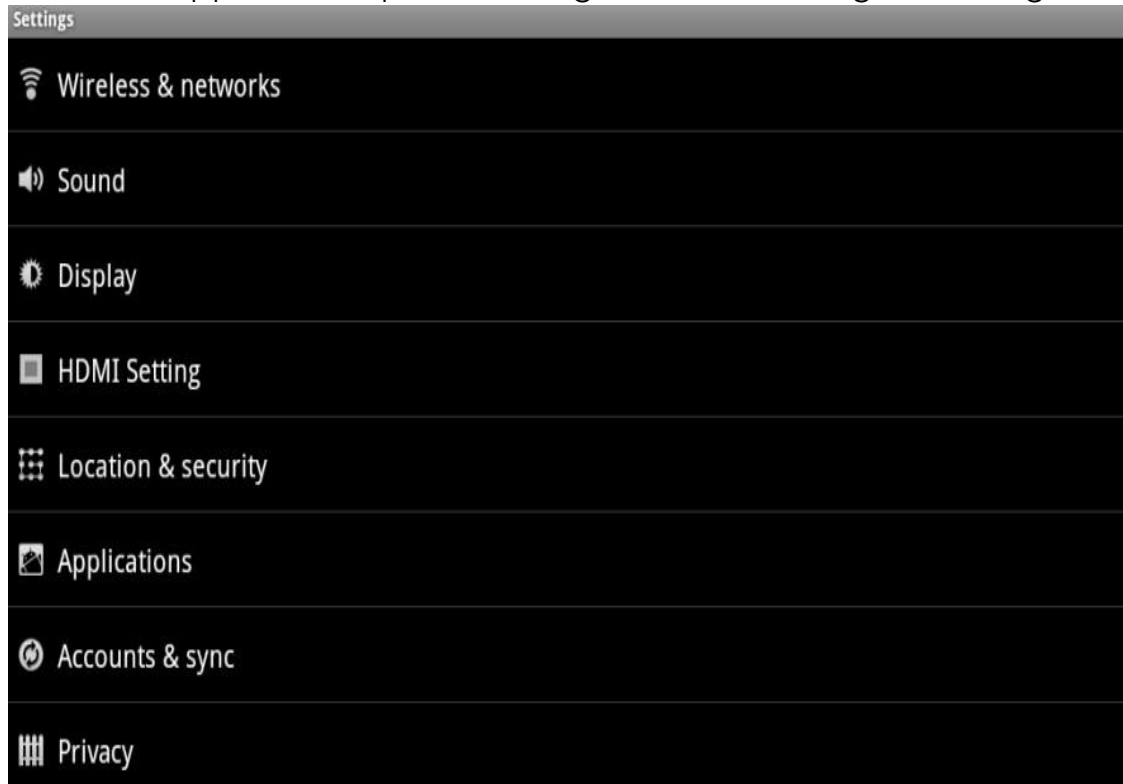 Settings
Wireless & networks
Sound
Display
HDMI Setting
Location & security
Applications
Accounts & sync
Privacy